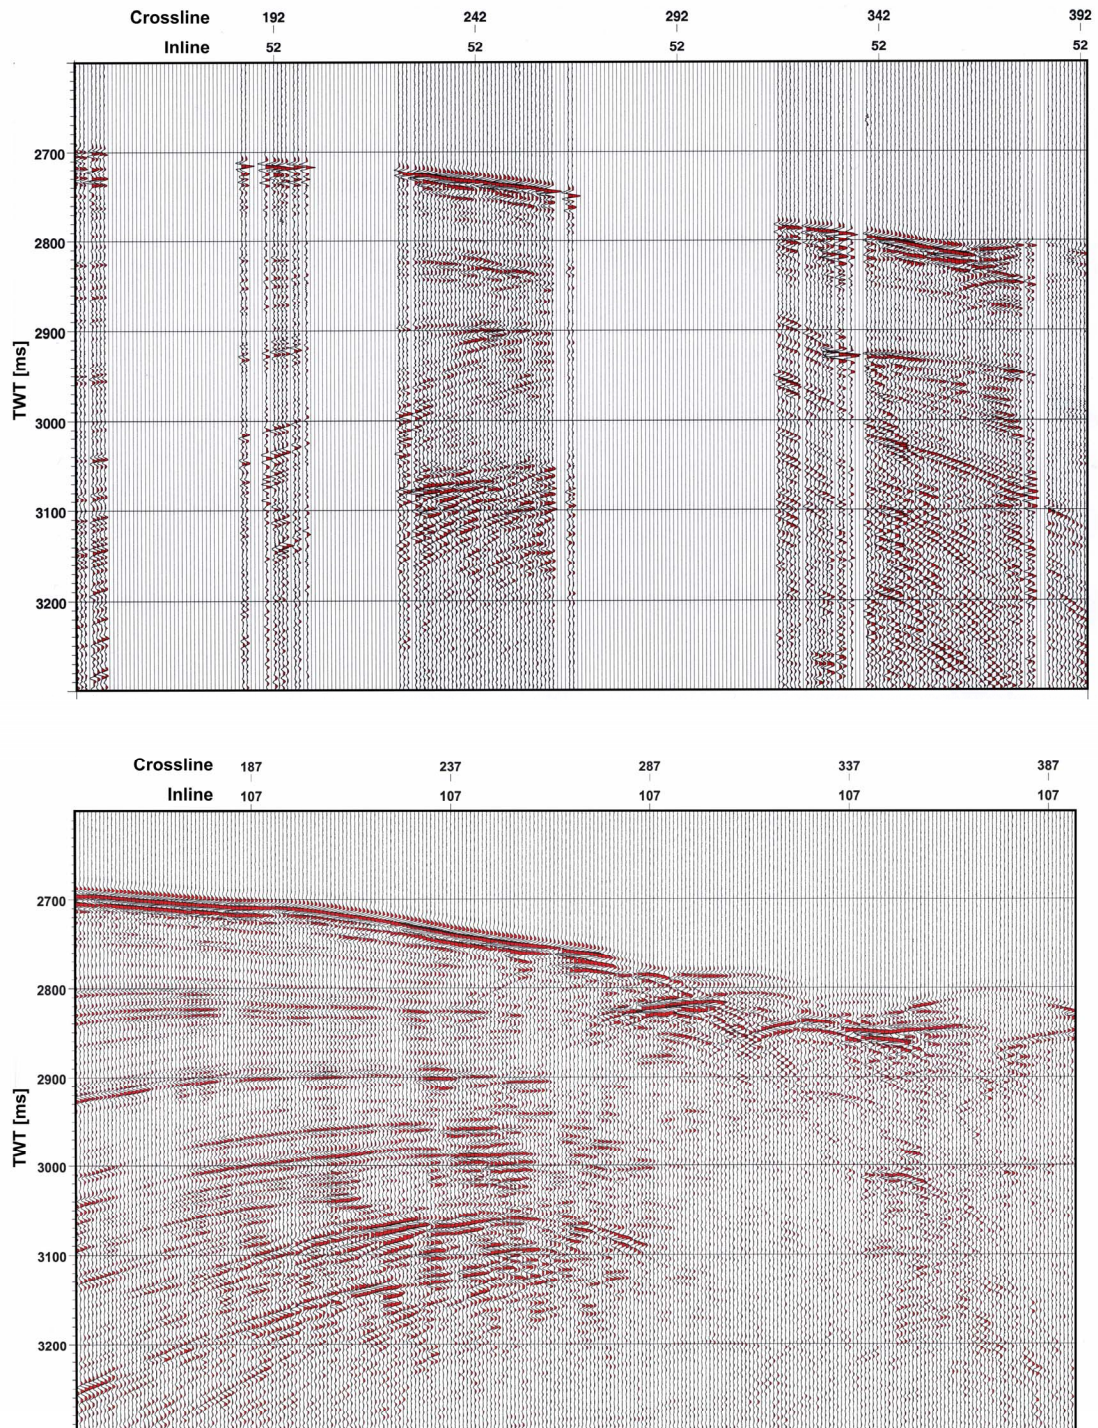 Crossline 192 242 292 342 392
Inline 52 52 52 52 52
2700
2800
2900
TWT [ms]
3000
3100
3200
Crossline 187 237 287 337 387
Inline 107 107 107 107 107
2700
2800
2900
TWT [ms]
3000
3100
3200